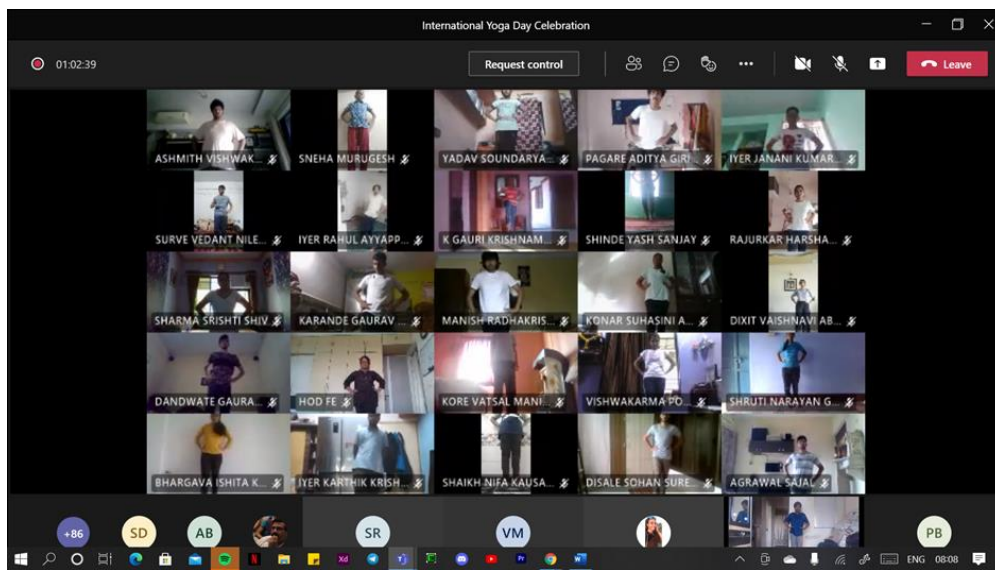 International Yoga Day Celebration
01:02:39 Request control Leave
ASHMITH VISHWAK... SNEHA MURUGESH YADAV SOUNDARYA... PAGARE ADITYA GIRI... IYER JANANI KUMAR...
SURVE VEDANT NILE... IYER RAHUL AYYAPP... K GAURI KRISHNAM... SHINDE YASH SANJAY RAJURKAR HARSHA...
SHARMA SRISHTI SHIV... KARANDE GAURAV ... MANISH RADHAKRIS... KONAR SUHASINI A... DIXIT VAISHNAVI AB...
DANDWATE GAURA... HOD FE KORE VATSAL MANI... VISHWAKARMA PO... SHRUTI NARAYAN G...
BHARGAVA ISHITA K... IYER KARTHIK KRISH... SHAIKH NIFA KAUSA... DISALE SOHAN SURE... AGRAWAL SAJAL
+86 SD AB SR VM PB
N Xd Pr W ENG 08:08